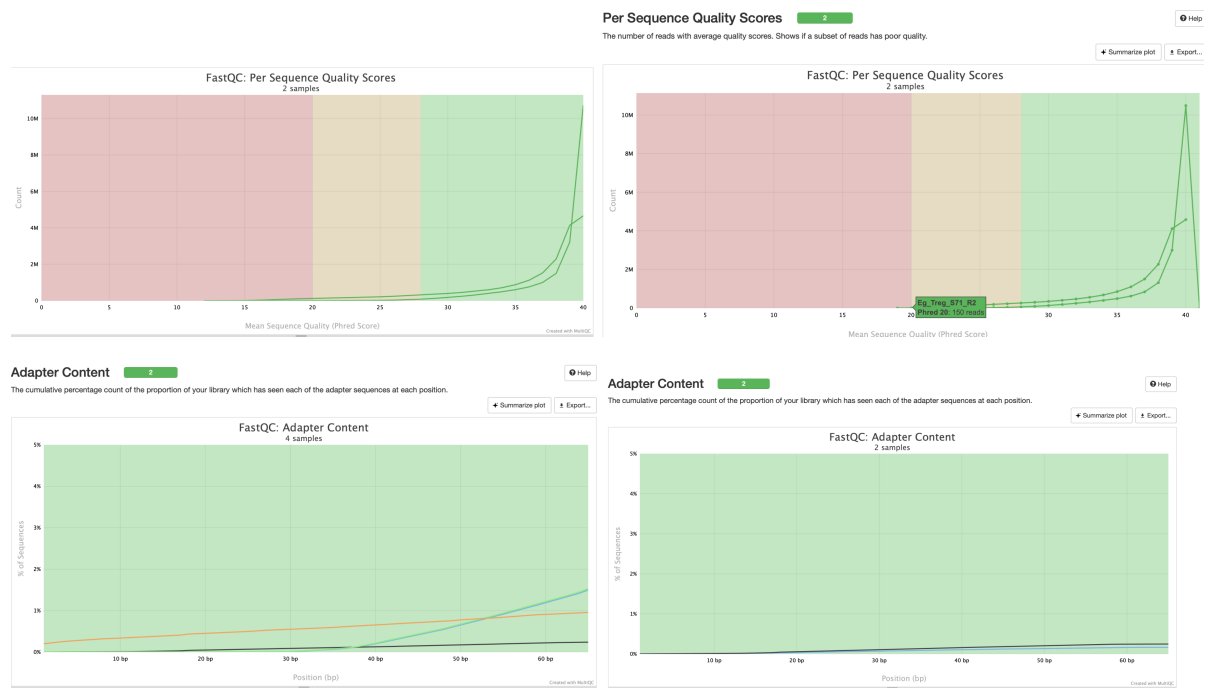 FastQC: Per Sequence Quality Scores
2 samples
10M
8M
6M
4M
2M
0
Count
0 5 10 15 20 25 30 35 40
Mean Sequence Quality (Phred Score)
Created with MultiQC
Per Sequence Quality Scores 2
Help
The number of reads with average quality scores. Shows if a subset of reads has poor quality.
Summarize plot Export...
FastQC: Per Sequence Quality Scores
2 samples
10M
8M
6M
4M
2M
0
Count
Eg_Treg_S71_R2
Phred 20: 150 reads
0 5 10 15 20 30 35 40
Mean Sequence Quality (Phred Score)
Adapter Content 2
Help
The cumulative percentage count of the proportion of your library which has seen each of the adapter sequences at each position.
Summarize plot Export...
FastQC: Adapter Content
4 samples
5%
4%
3%
2%
1%
0%
% of Sequences
10 bp 20 bp 30 bp 40 bp 50 bp 60 bp
Position (bp)
Created with MultiQC
Adapter Content 2
Help
The cumulative percentage count of the proportion of your library which has seen each of the adapter sequences at each position.
Summarize plot Export...
FastQC: Adapter Content
2 samples
5%
4%
3%
2%
1%
0%
% of Sequences
10 bp 20 bp 30 bp 40 bp 50 bp 60 bp
Position (bp)
Created with MultiQC